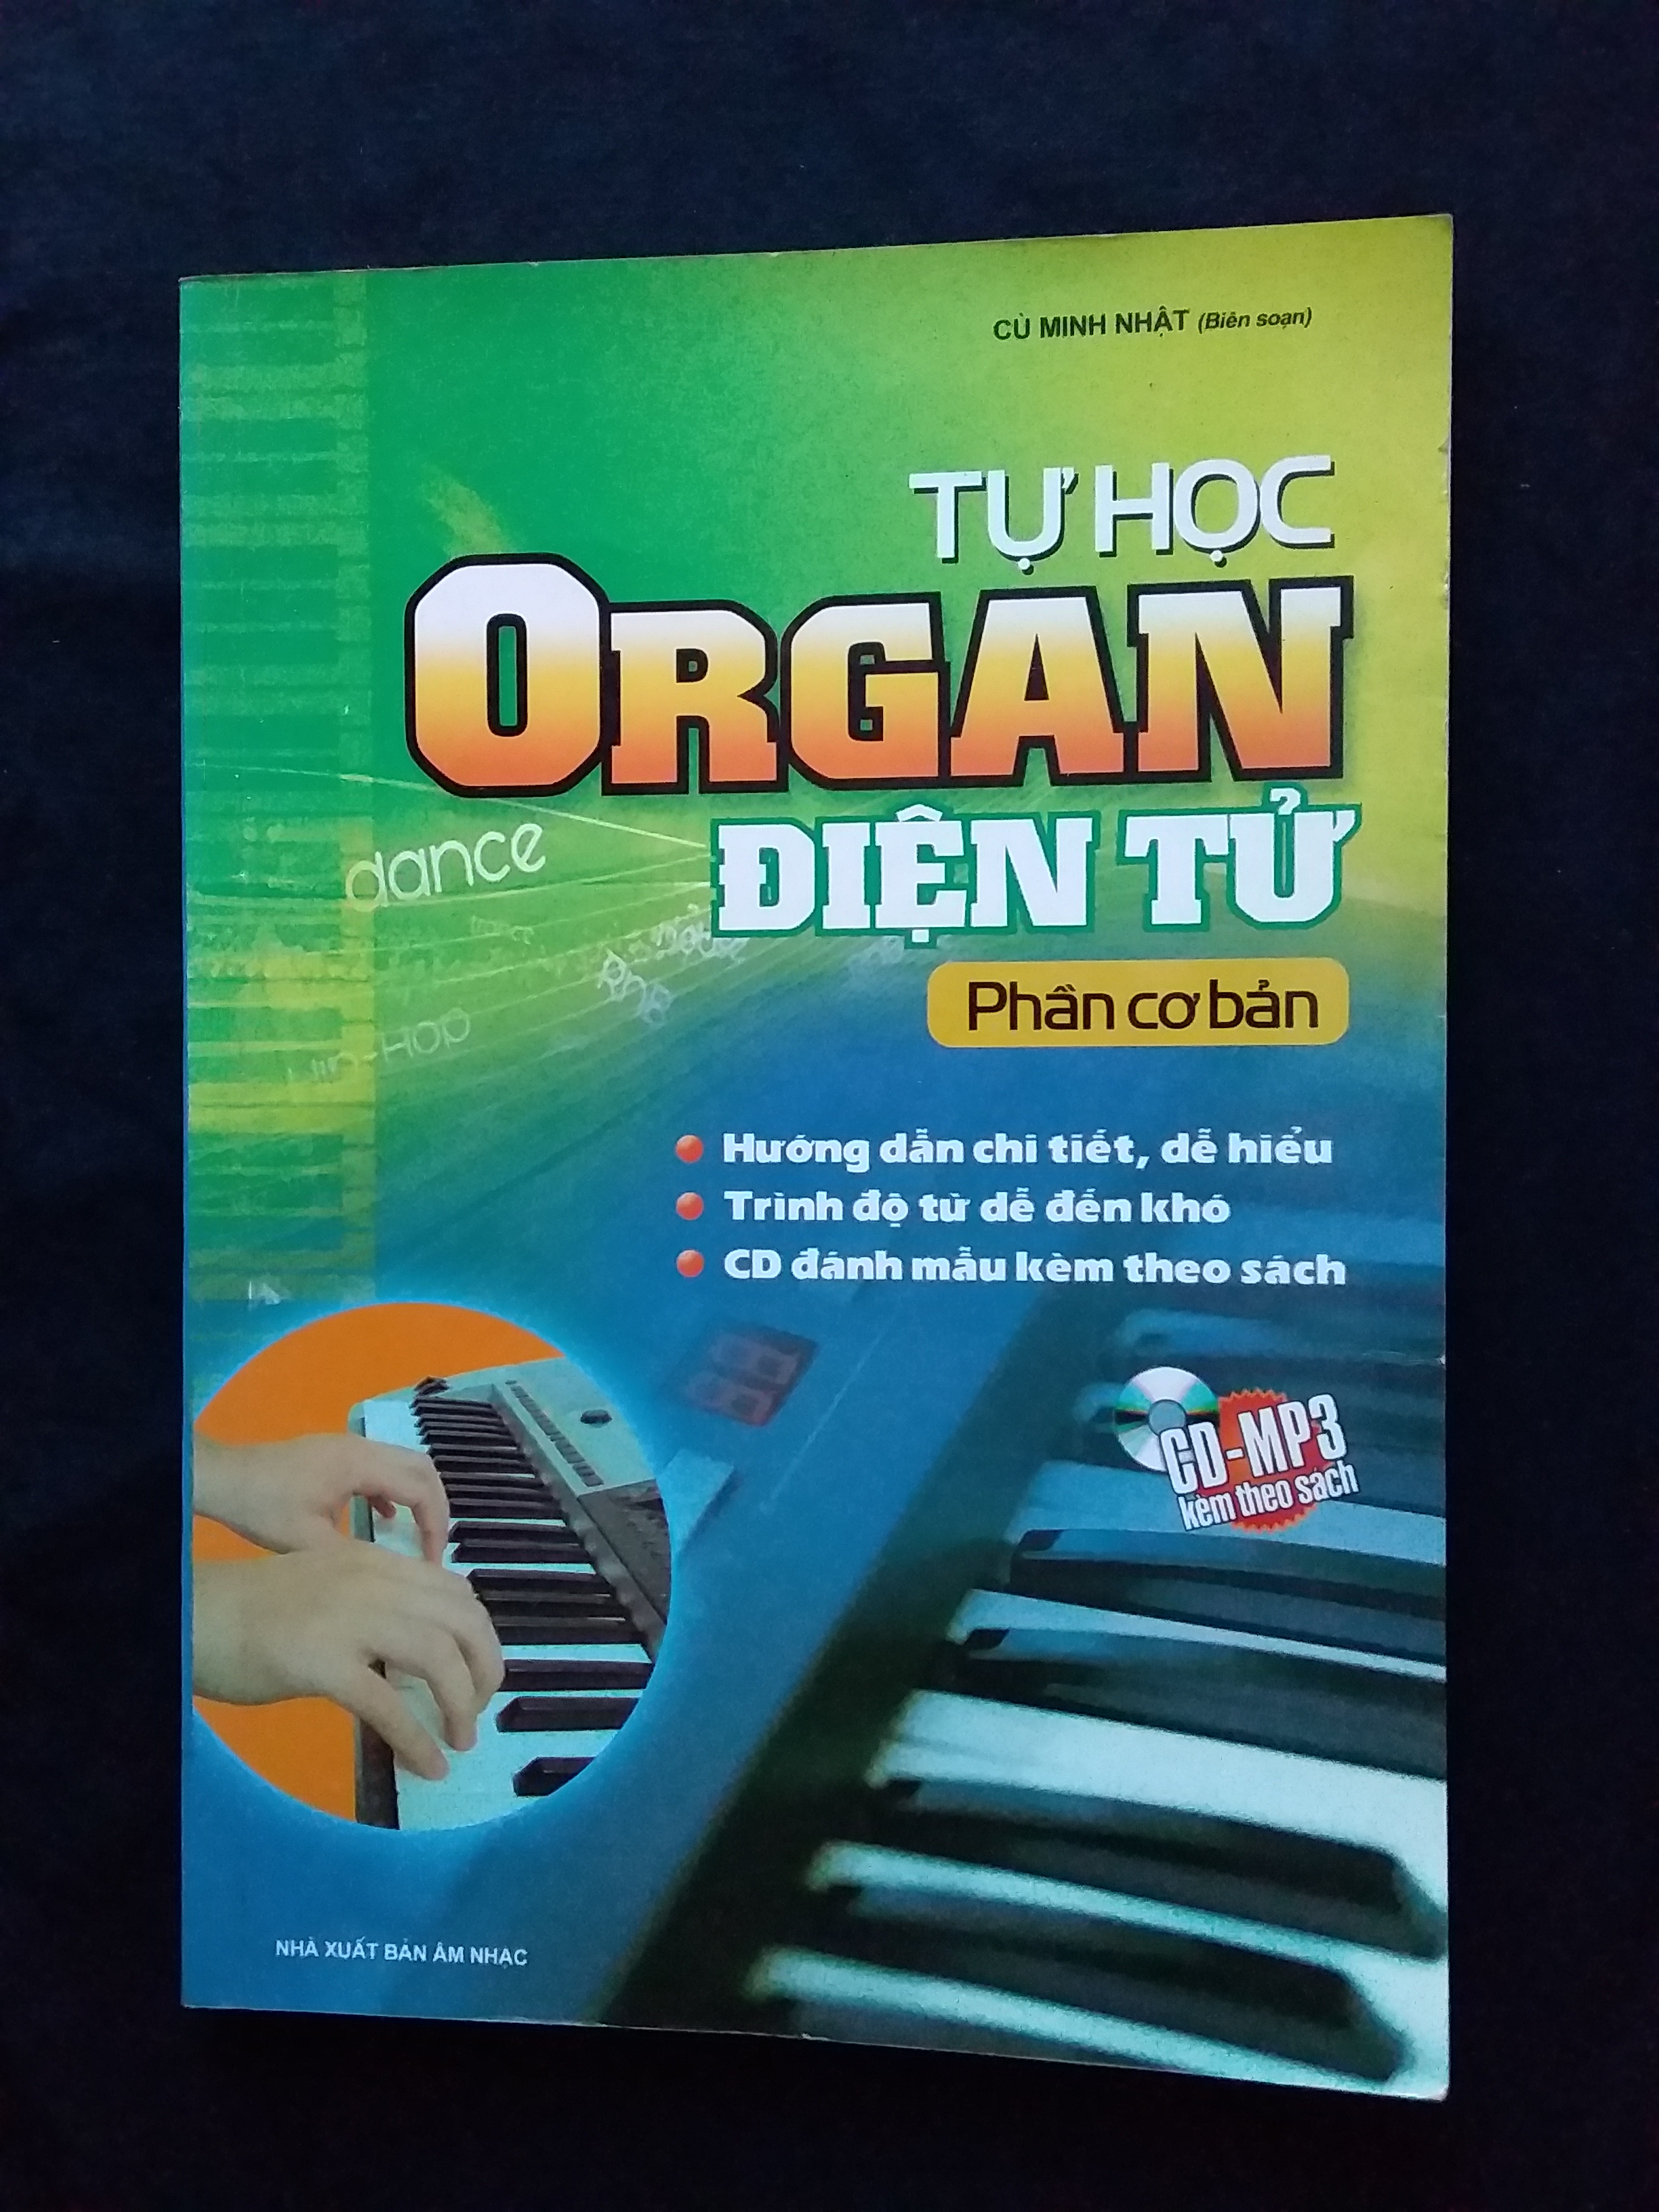 CÙ MINH NHẬT (Biên soạn)
TỰ HỌC
ORGAN
ĐIỆN TỬ
dance
RnB
Phần cơ bản
Hướng dẫn chi tiết, dễ hiểu
Trình độ từ dễ đến khó
CD đánh mẫu kèm theo sách
CD-MP3
kèm theo sách
NHÀ XUẤT BẢN ÂM NHẠC